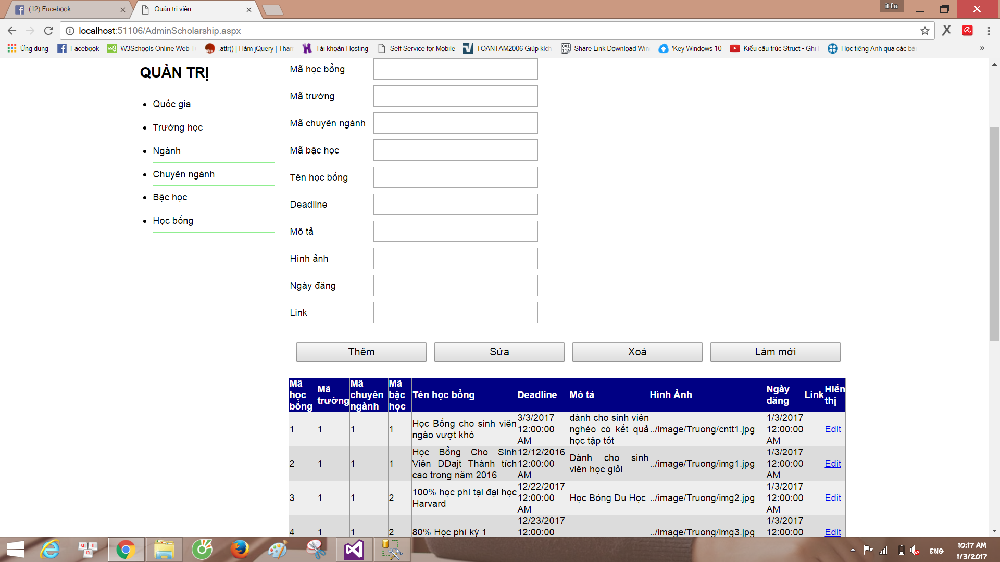 (12) Facebook
Quản trị viên
it f.a
localhost:51106/AdminScholarship.aspx
Ứng dụng
Facebook
W3Schools Online Web T
.attr() | Hàm jQuery | Than
Tài khoản Hosting
Self Service for Mobile
TOANTAM2006 Giúp kích
Share Link Download Win
'Key Windows 10
Kiểu cấu trúc Struct - Ghi
Học tiếng Anh qua các bà
»
QUẢN TRỊ
Quốc gia
Trường học
Ngành
Chuyên ngành
Bậc học
Học bổng
Mã học bổng
Mã trường
Mã chuyên ngành
Mã bậc học
Tên học bổng
Deadline
Mô tả
Hình ảnh
Ngày đăng
Link
Thêm
Sửa
Xoá
Làm mới
Mã học bổng
Mã trường
Mã chuyên ngành
Mã bậc học
Tên học bổng
Deadline
Mô tả
Hình Ảnh
Ngày đăng
Link
Hiển thị
1 1 1 1
Học Bổng cho sinh viên
ngào vượt khó
3/3/2017
12:00:00
AM
dành cho sinh viên
nghèo có kết quả
học tập tốt
../image/Truong/cntt1.jpg
1/3/2017
12:00:00
AM
Edit
2 1 1 1
Học Bổng Cho Sinh
Viên DDajt Thành tích
cao trong năm 2016
12/12/2016
12:00:00
AM
Dành cho sinh
viên học giỏi
../image/Truong/img1.jpg
1/3/2017
12:00:00
AM
Edit
3 1 1 2
100% học phí tại đại học
Harvard
12/22/2017
12:00:00
AM
Học Bỏng Du Học
../image/Truong/img2.jpg
1/3/2017
12:00:00
AM
Edit
4 1 1 2
80% Học phí kỳ 1
12/23/2017
12:00:00
../image/Truong/img3.jpg
1/3/2017
12:00:00
Edit
u i n
ENG
10:17 AM
1/3/2017